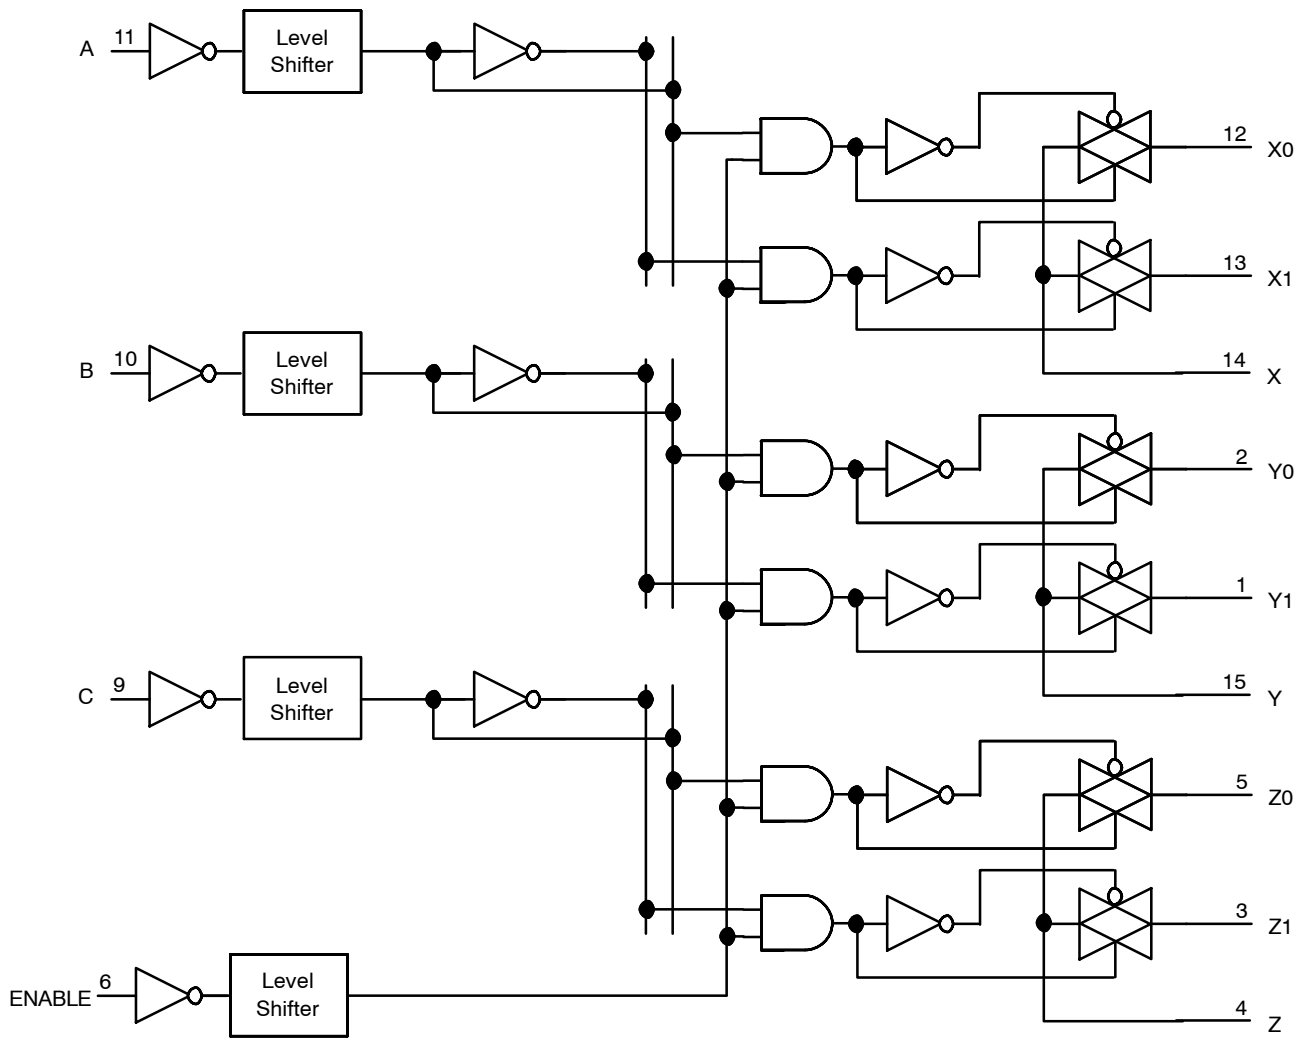 A
11
Level
Shifter
12
X0
13
X1
B
10
Level
Shifter
14
X
2
Y0
1
Y1
C
9
Level
Shifter
15
Y
5
Z0
3
Z1
ENABLE
6
Level
Shifter
4
Z